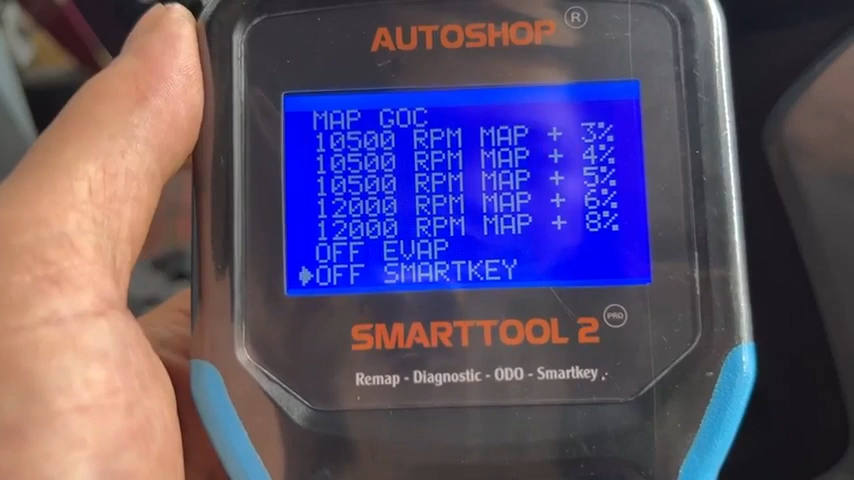 AUTOSHOP ®
MAP GOC
10500 RPM MAP + 3%
10500 RPM MAP + 4%
10500 RPM MAP + 5%
12000 RPM MAP + 6%
12000 RPM MAP + 8%
OFF EVAP
OFF SMARTKEY
SMARTTOOL 2 PRO
Remap - Diagnostic - ODO - Smartkey